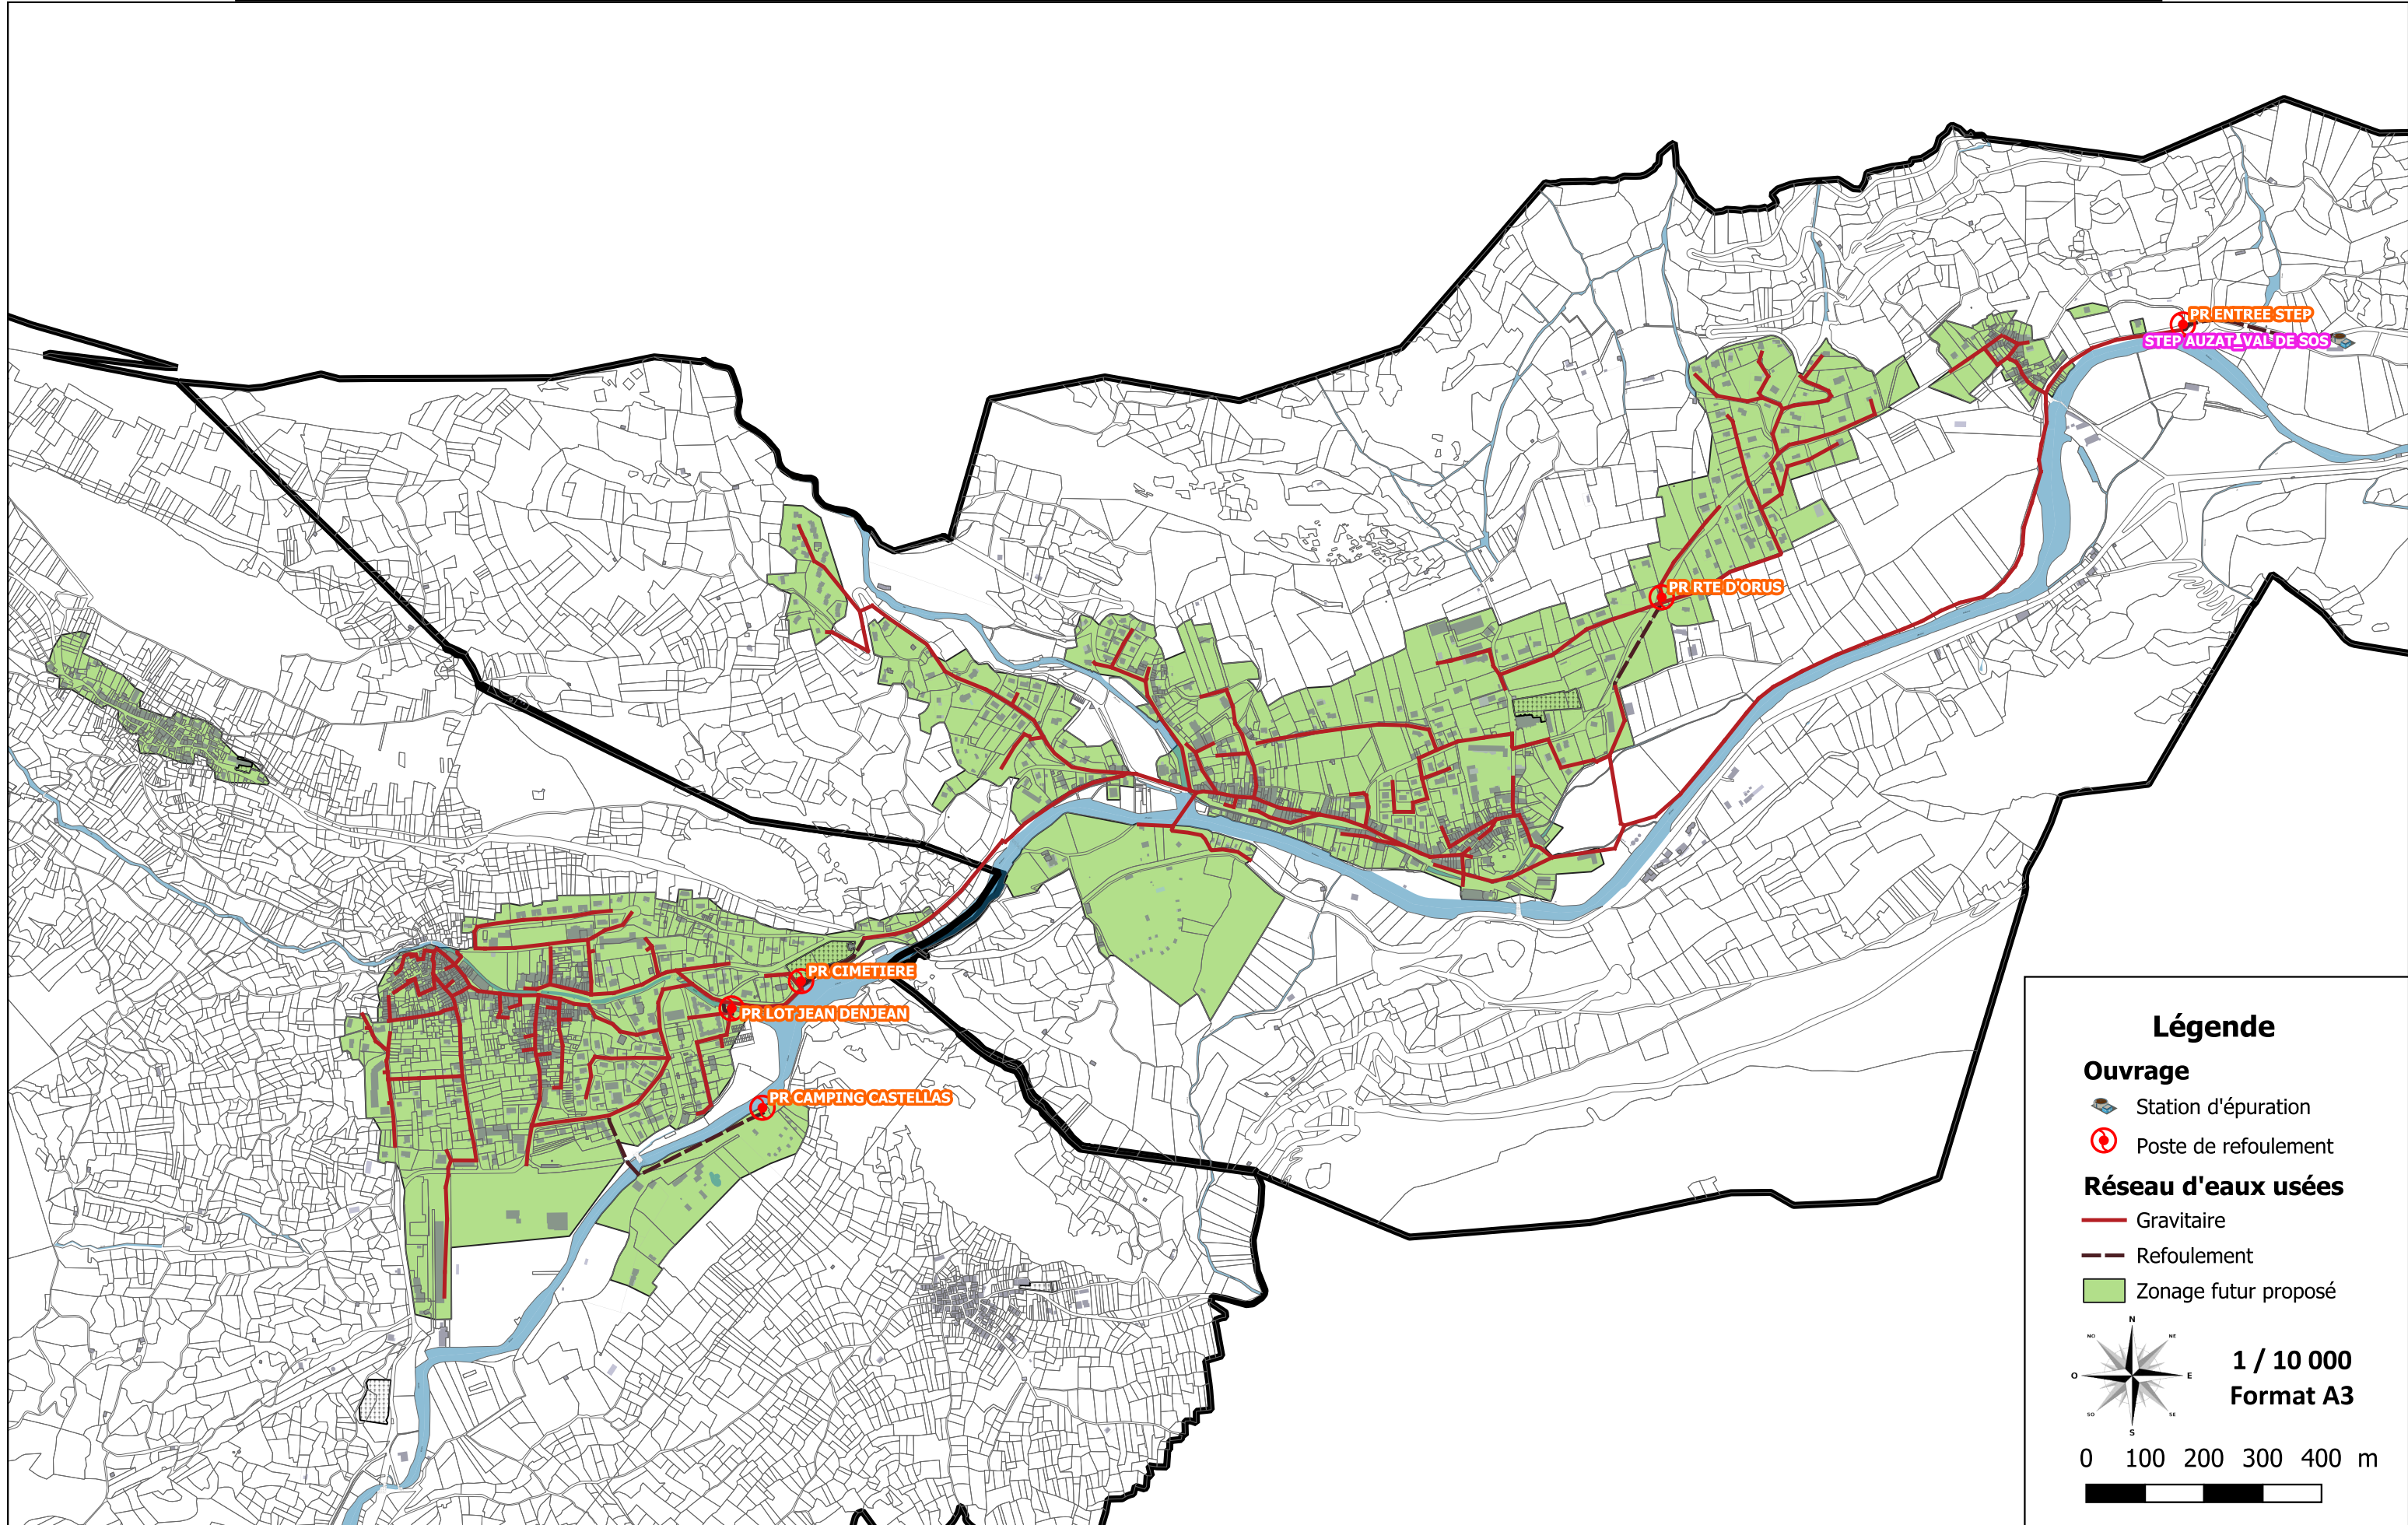 PR ENTREE STEP
STEP AUZAT_VAL DE SOS
PR RTE D'ORUS
PR CIMETIERE
PR LOT JEAN DENJEAN
PR CAMPING CASTELLAS
Légende
Ouvrage
Station d'épuration
Poste de refoulement
Réseau d'eaux usées
Gravitaire
Refoulement
Zonage futur proposé
N
NO NE
O E
SO SE
S
1 / 10 000
Format A3
0 100 200 300 400 m